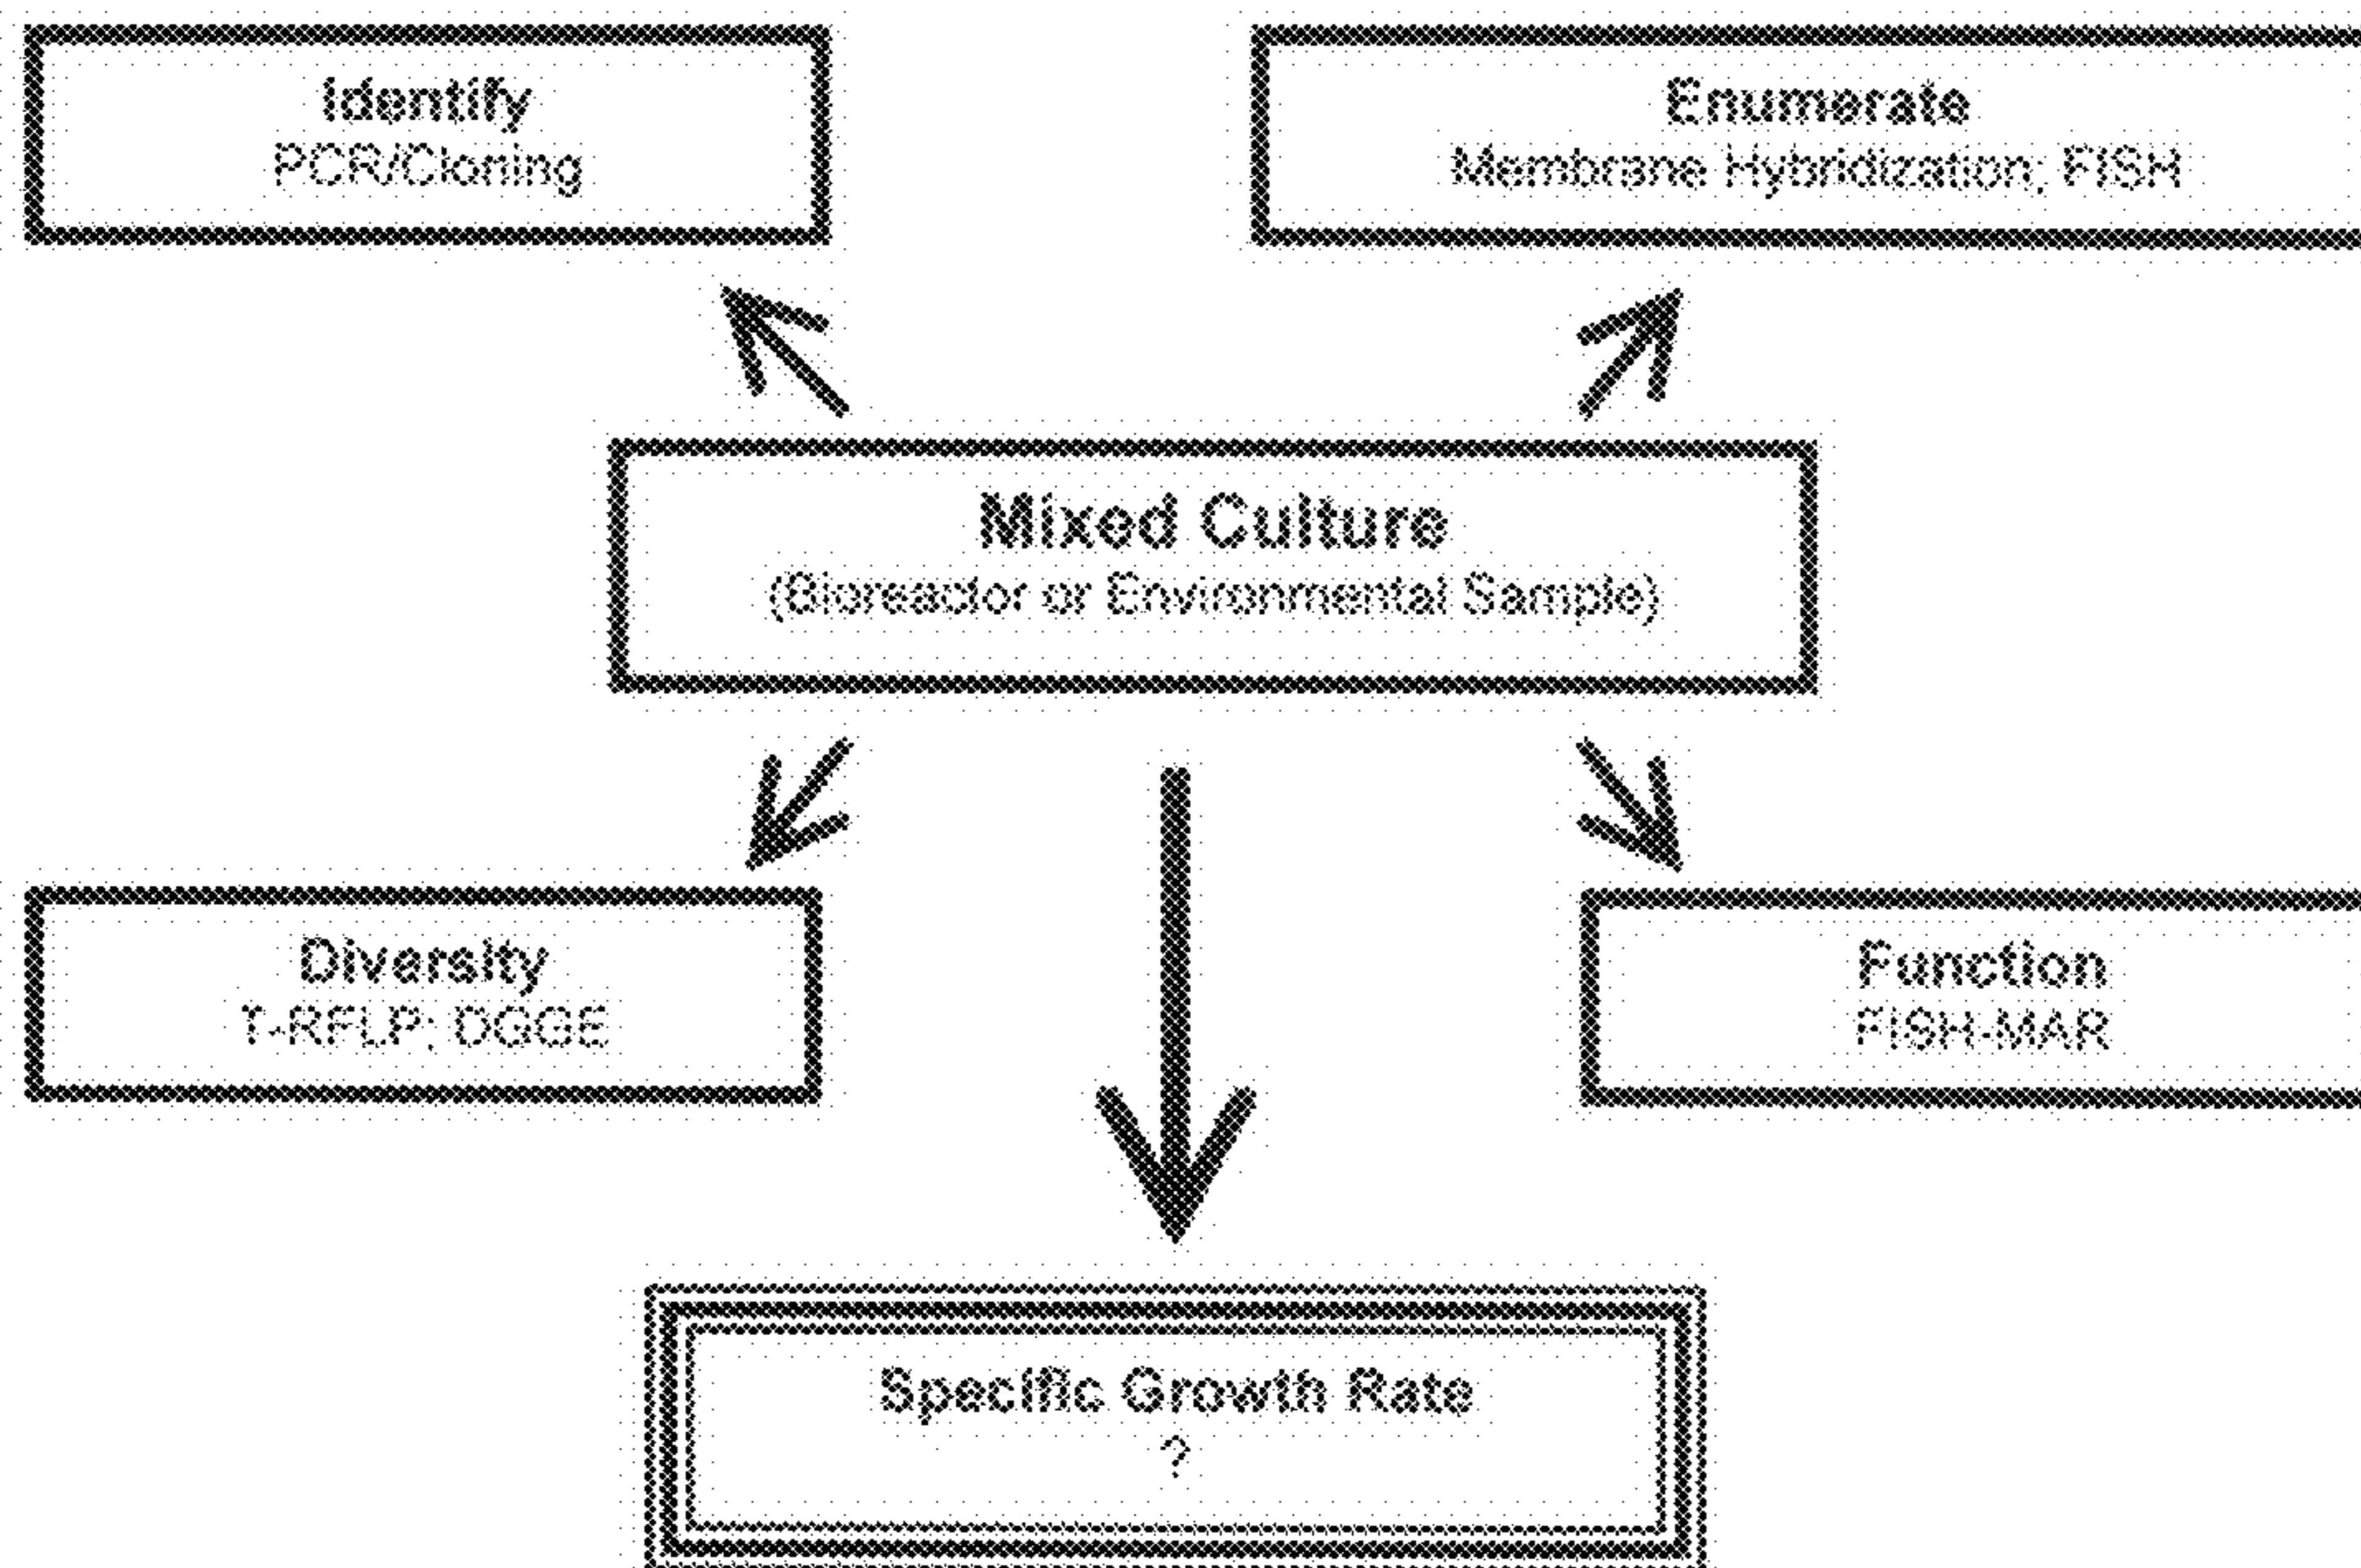 Identify
PCR/Cloning
Enumerate
Membrane Hybridization; FISH
Mixed Culture
(Bioreactor or Environmental Sample)
Diversity
T-RFLP; DGGE
Function
FISH-MAR
Specific Growth Rate
?